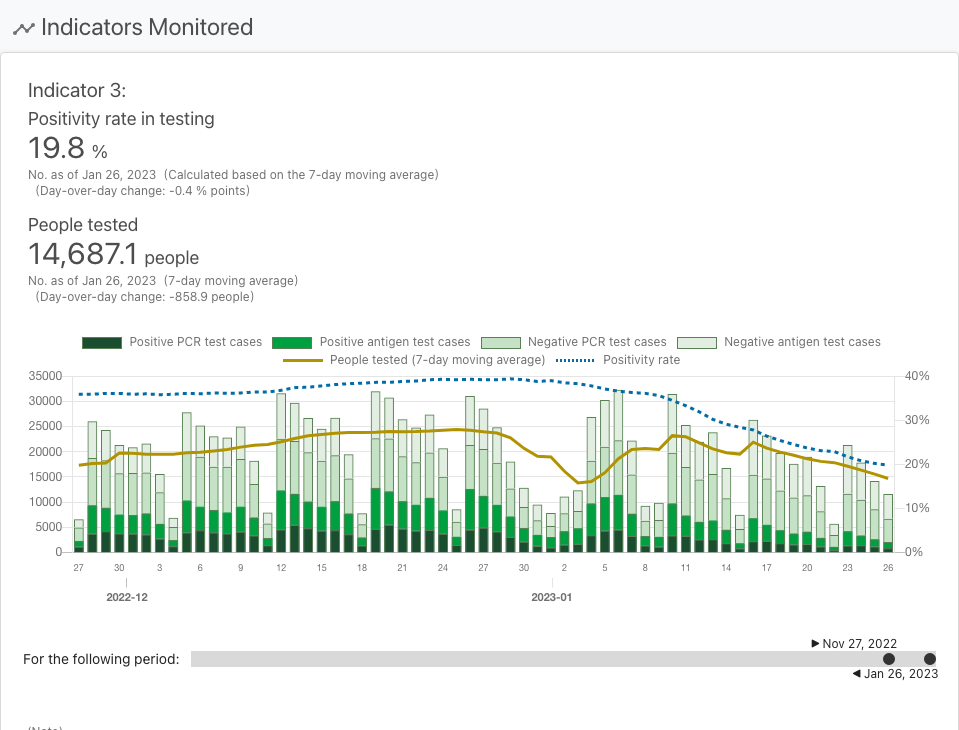 Indicators Monitored
Indicator 3:
Positivity rate in testing
19.8 %
No. as of Jan 26, 2023 (Calculated based on the 7-day moving average)
(Day-over-day change: -0.4 % points)
People tested
14,687.1 people
No. as of Jan 26, 2023 (7-day moving average)
(Day-over-day change: -858.9 people)
Positive PCR test cases Positive antigen test cases Negative PCR test cases Negative antigen test cases
People tested (7-day moving average) Positivity rate
35000 40%
30000
25000 30%
20000
15000 20%
10000 10%
5000
0 0%
27 30 3 6 9 12 15 18 21 24 27 30 2 5 8 11 14 17 20 23 26
2022-12 2023-01
▶ Nov 27, 2022
For the following period:
◀ Jan 26, 2023